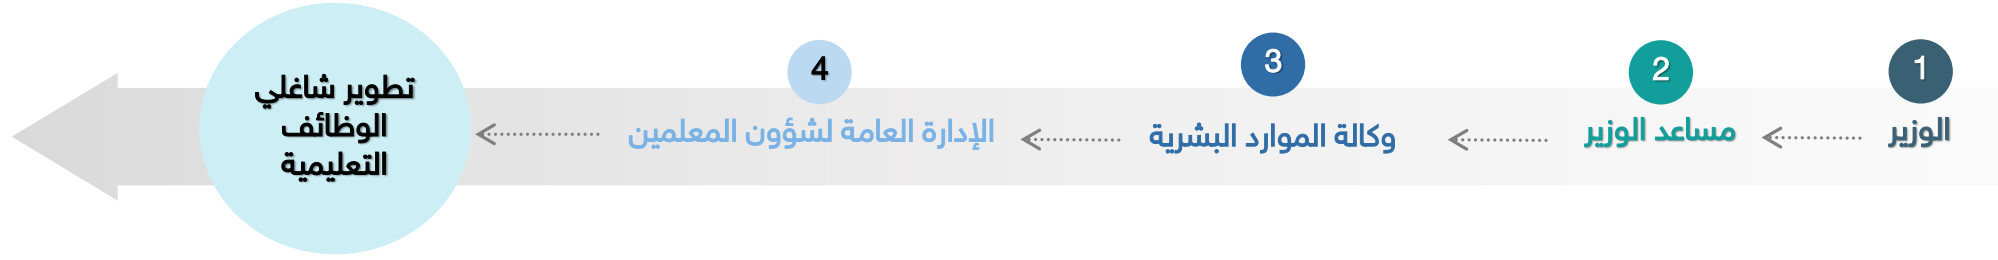 1
الوزير
2
مساعد الوزير
3
وكالة الموارد البشرية
4
الإدارة العامة لشؤون المعلمين
تطوير شاغلي
الوظائف
التعليمية